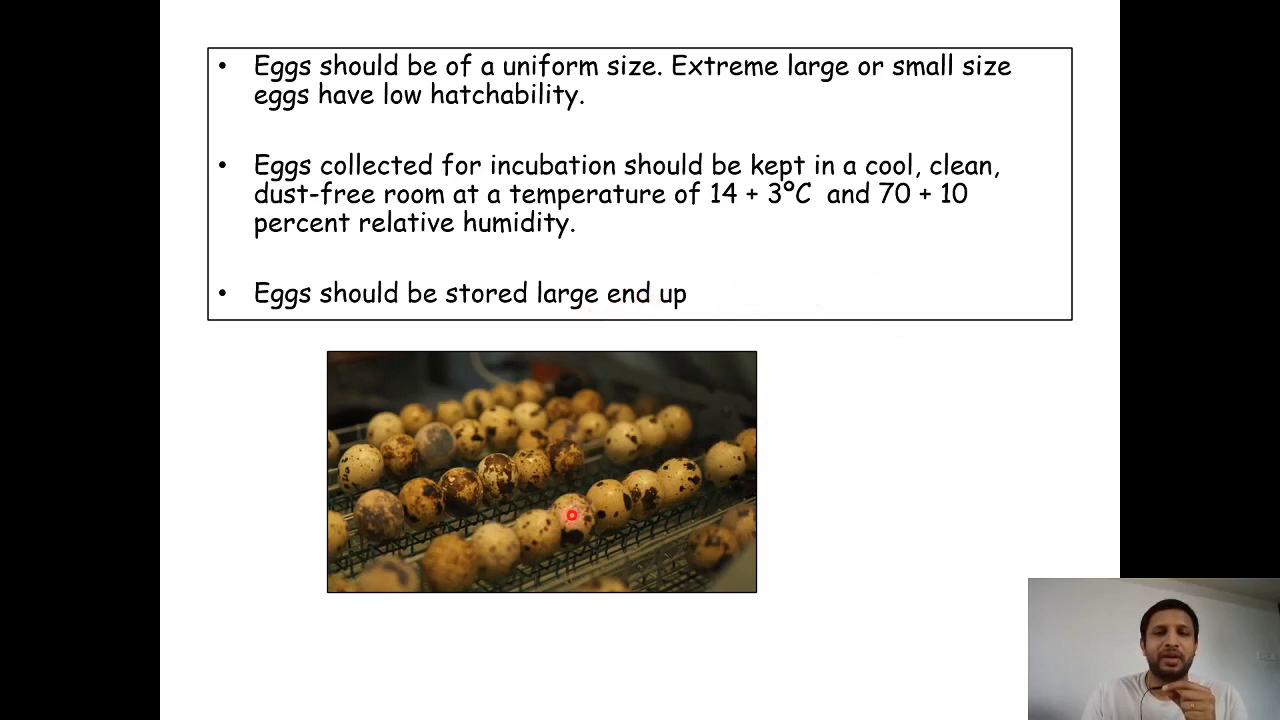 • Eggs should be of a uniform size. Extreme large or small size
eggs have low hatchability.
• Eggs collected for incubation should be kept in a cool, clean,
dust-free room at a temperature of 14 + 3ºC and 70 + 10
percent relative humidity.
• Eggs should be stored large end up